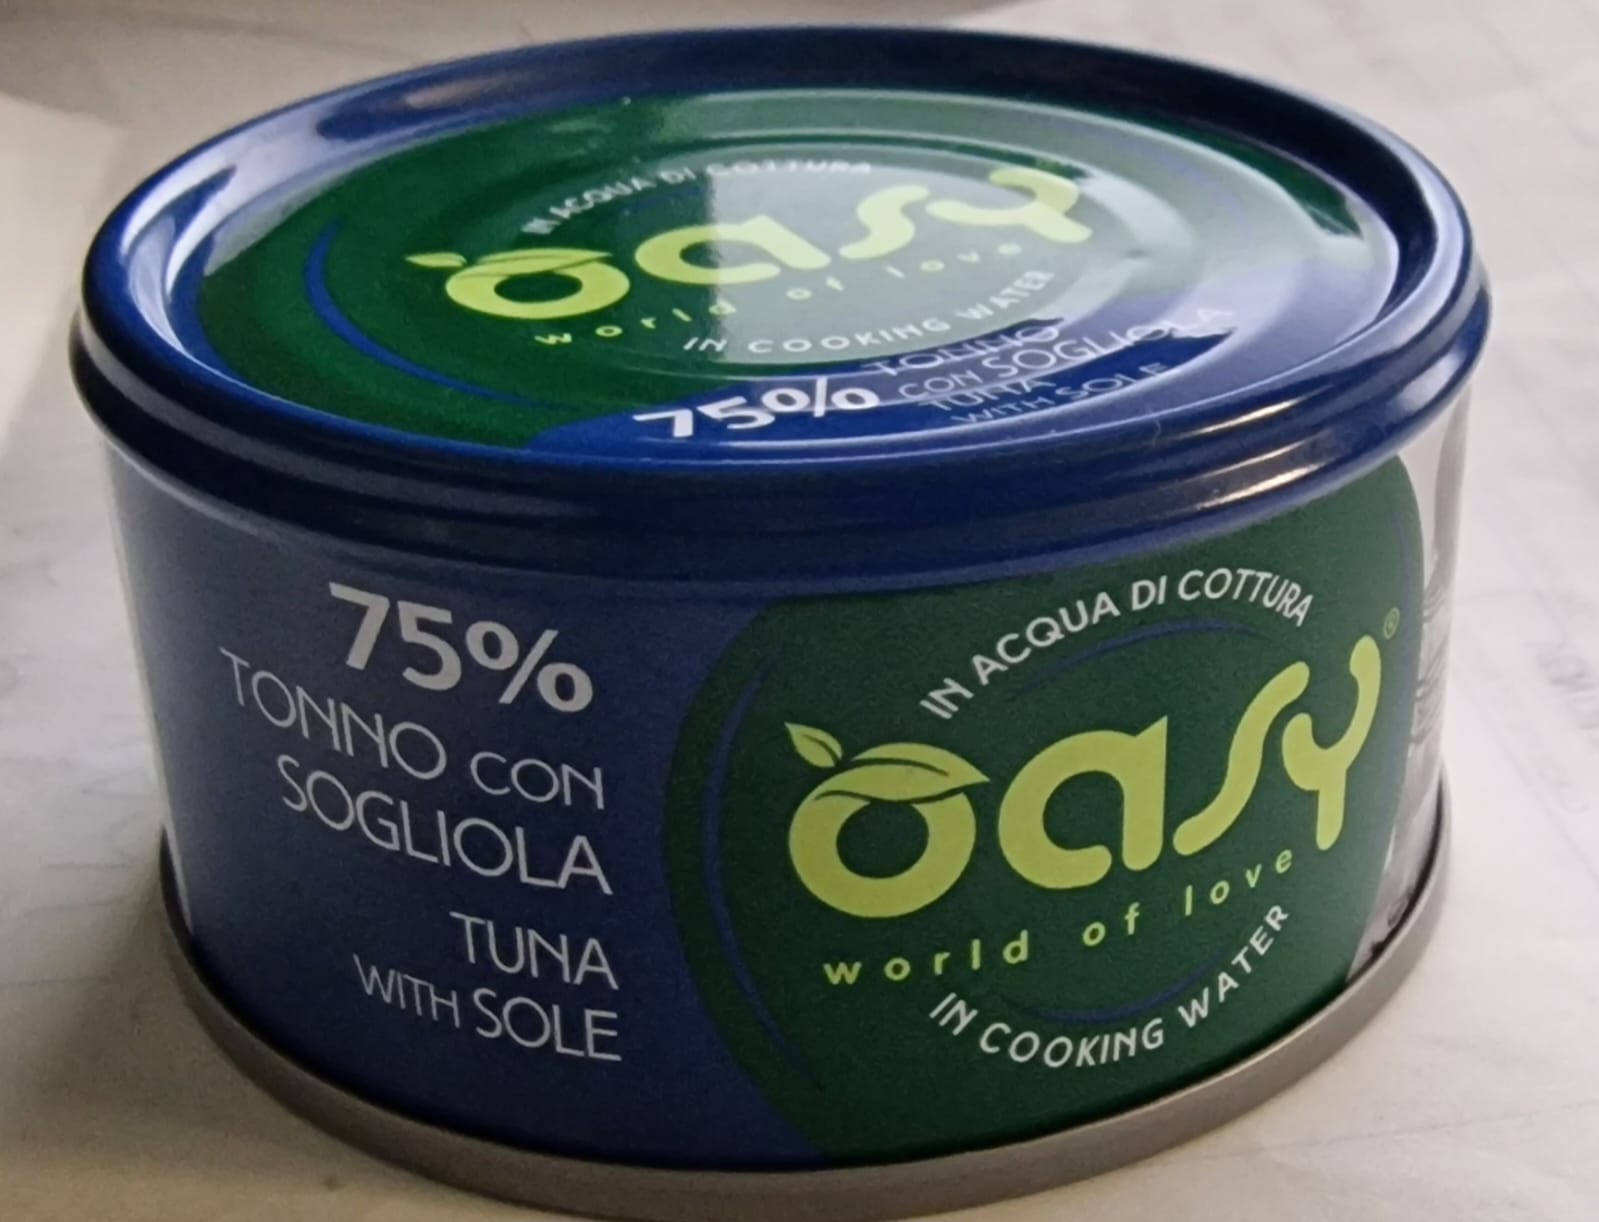 IN ACQUA DI COTTURA
oasy
world of love
IN COOKING WATER
75%
TONNO
CON SOGLIOLA
TUNA
WITH SOLE
75%
TONNO CON
SOGLIOLA
TUNA
WITH SOLE
IN ACQUA DI COTTURA
oasy®
world of love
IN COOKING WATER